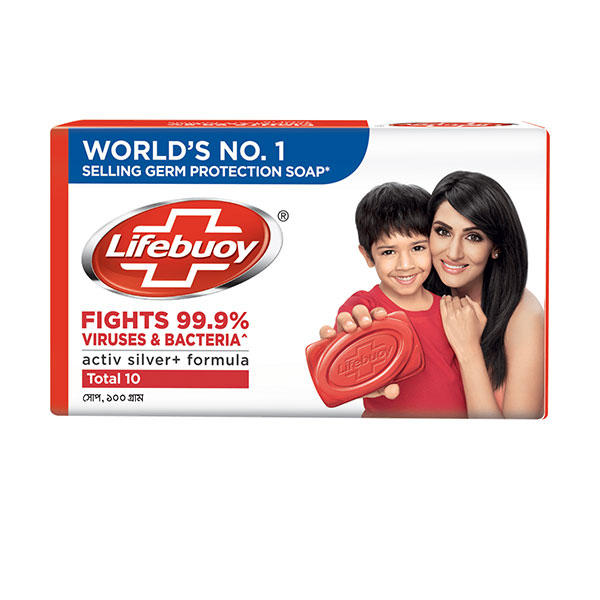 WORLD'S NO. 1
SELLING GERM PROTECTION SOAP*
Lifebuoy
®
FIGHTS 99.9%
VIRUSES & BACTERIA^
activ silver+ formula
Total 10
সোপ, ১০০ গ্রাম
Lifebuoy